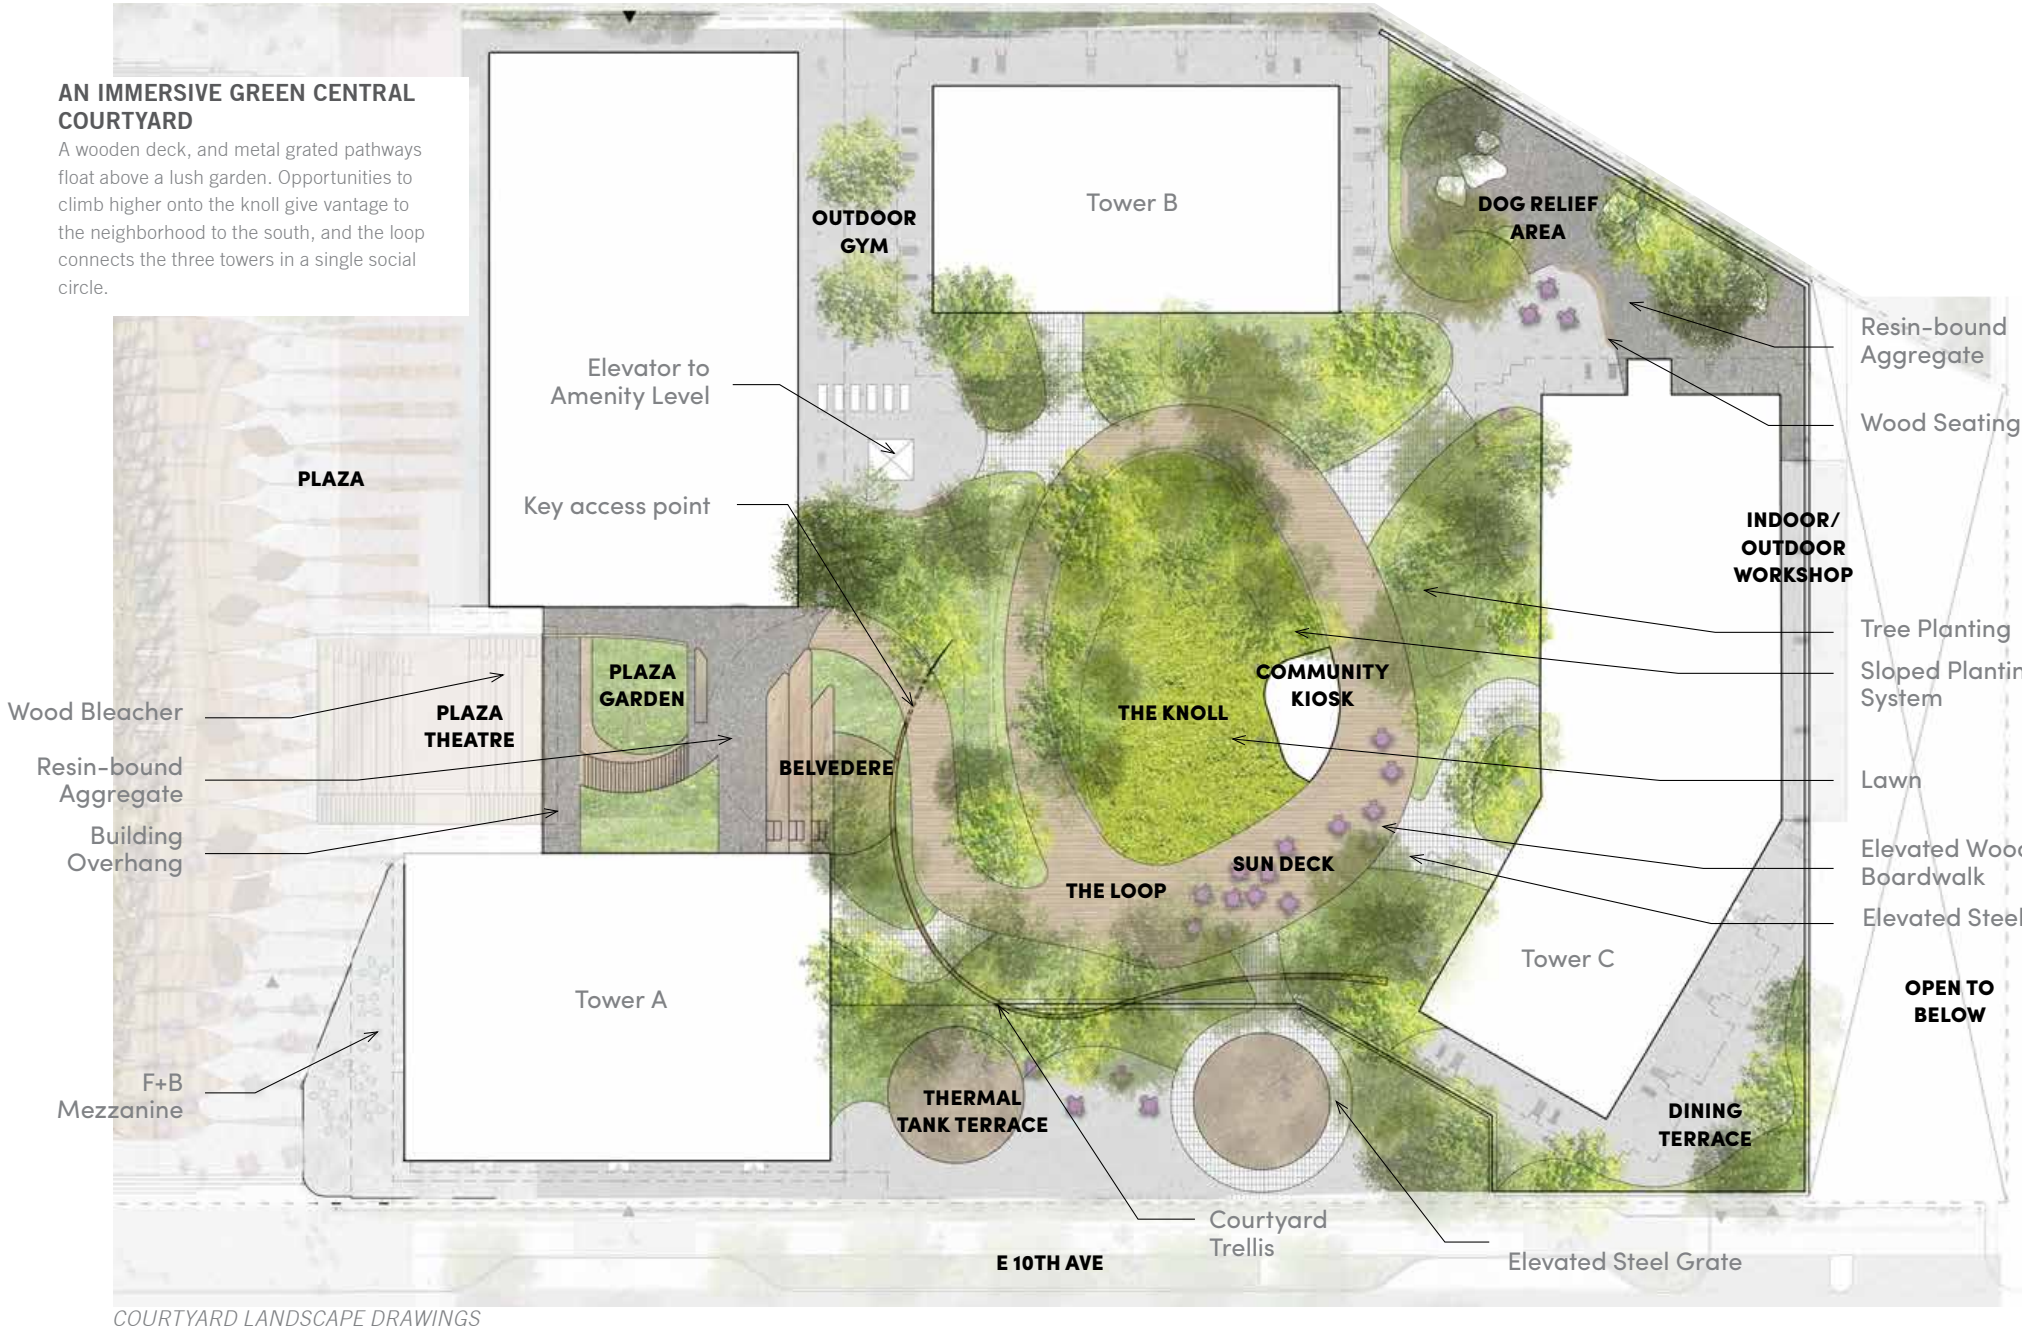 AN IMMERSIVE GREEN CENTRAL
COURTYARD
A wooden deck, and metal grated pathways
float above a lush garden. Opportunities to
climb higher onto the knoll give vantage to
the neighborhood to the south, and the loop
connects the three towers in a single social
circle.
OUTDOOR
GYM
Tower B
DOG RELIEF
AREA
Resin-bound
Aggregate
Wood Seating
Elevator to
Amenity Level
PLAZA
Key access point
INDOOR/
OUTDOOR
WORKSHOP
Tree Planting
Sloped Plantin
System
Lawn
Elevated Wood
Boardwalk
Elevated Steel
OPEN TO
BELOW
Wood Bleacher
Resin-bound
Aggregate
Building
Overhang
PLAZA
THEATRE
PLAZA
GARDEN
BELVEDERE
THE KNOLL
COMMUNITY
KIOSK
SUN DECK
THE LOOP
Tower A
Tower C
F+B
Mezzanine
THERMAL
TANK TERRACE
DINING
TERRACE
Courtyard
Trellis
Elevated Steel Grate
E 10TH AVE
COURTYARD LANDSCAPE DRAWINGS